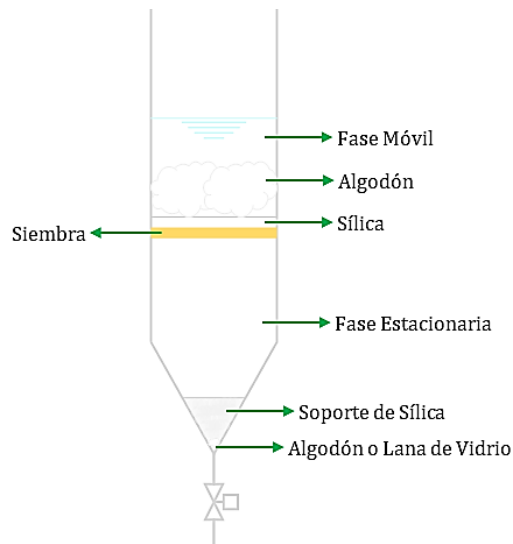 Fase Móvil
Algodón
Sílica
Siembra
Fase Estacionaria
Soporte de Sílica
Algodón o Lana de Vidrio